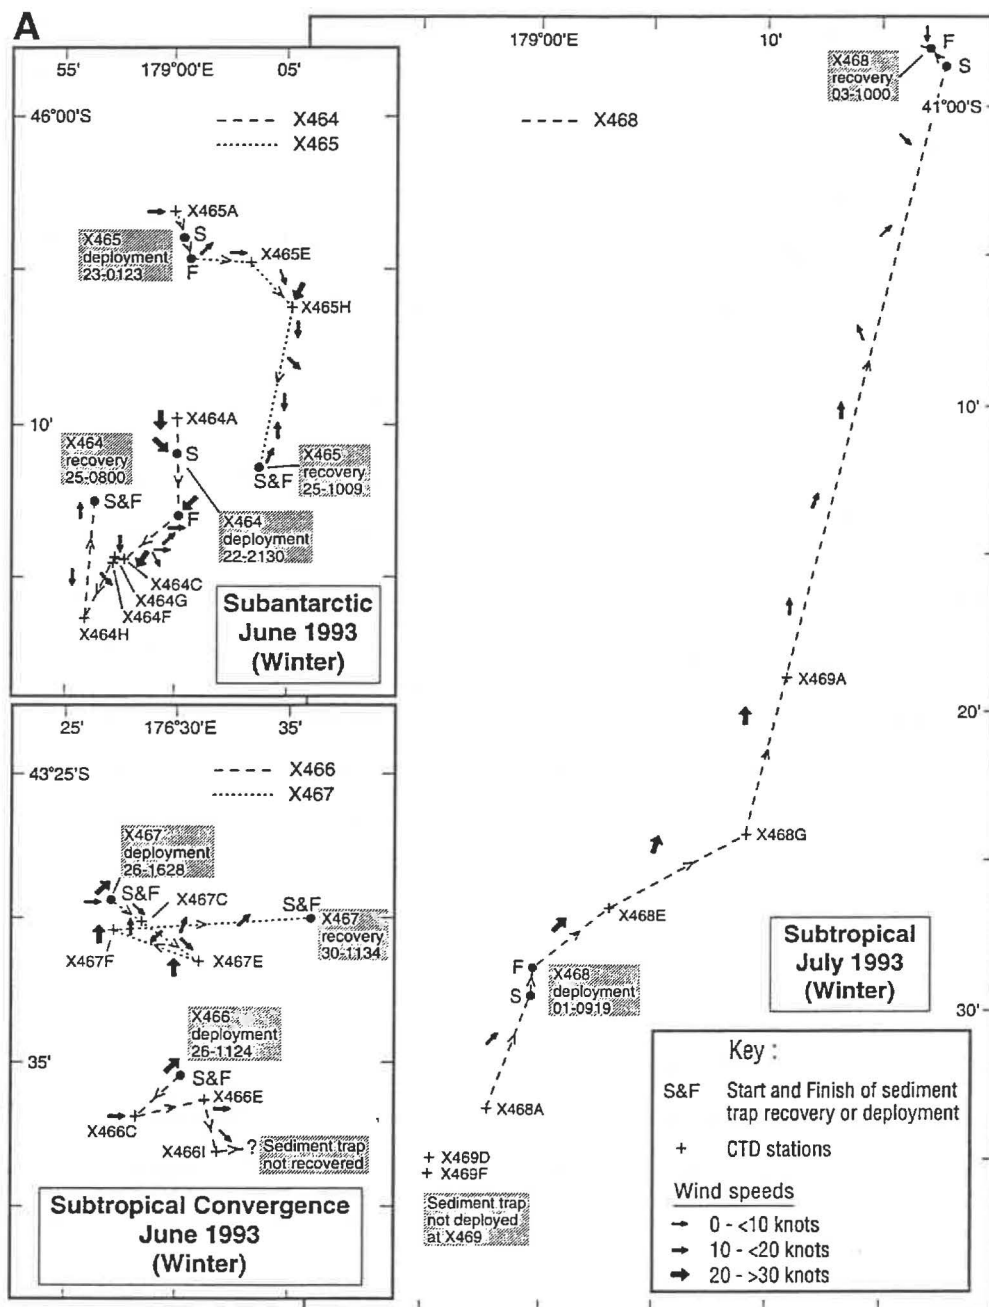 A
55'
179°00'E
05'
46°00'S
X464
X465
X465A
S
X465
deployment
23-0123
F
X465E
X465H
10'
X464A
X464
recovery
25-0800
S
S&F
X465
recovery
25-1009
S&F
F
X464
deployment
22-2130
X464C
X464G
X464F
X464H
Subantarctic
June 1993
(Winter)
25'
176°30'E
35'
43°25'S
X466
X467
X467
deployment
26-1628
S&F
X467C
S&F
X467
recovery
30-1134
X467F
X467E
X466
deployment
26-1124
35'
S&F
X466E
X466C
X466I
?
Sediment trap
not recovered
Subtropical Convergence
June 1993
(Winter)
179°00'E
10'
X468
X468
recovery
03-1000
F
S
41°00'S
10'
X469A
20'
X468G
X468E
F
S
X468
deployment
01-0919
Subtropical
July 1993
(Winter)
30'
X468A
X469D
X469F
Sediment trap
not deployed
at X469
Key :
S&F Start and Finish of sediment
trap recovery or deployment
+ CTD stations
Wind speeds
0 - <10 knots
10 - <20 knots
20 - >30 knots